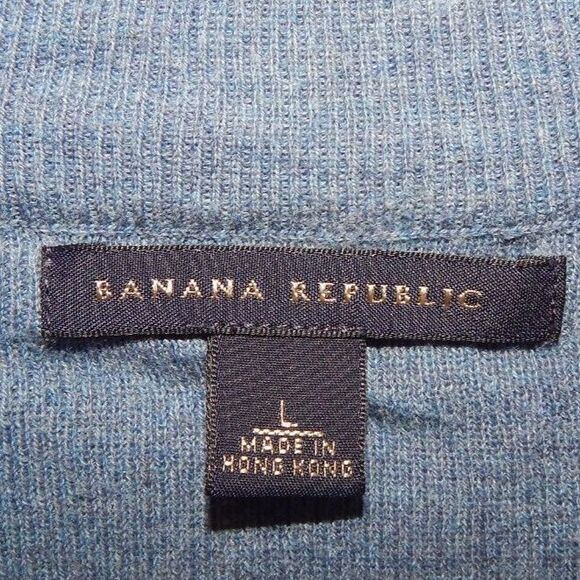 BANANA REPUBLIC
L
MADE IN
HONG KONG